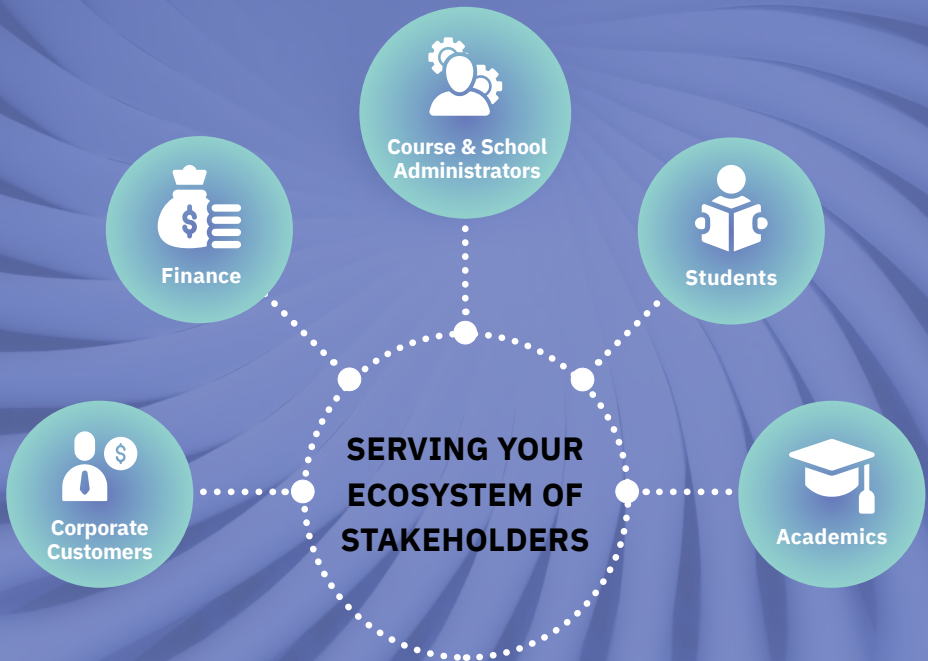 Course & School
Administrators
$
Finance
Students
$
Corporate
Customers
SERVING YOUR
ECOSYSTEM OF
STAKEHOLDERS
Academics